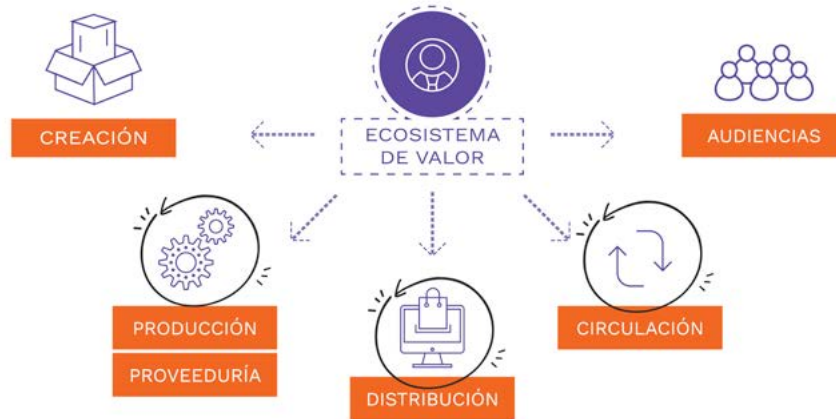 ECOSISTEMA
DE VALOR
CREACIÓN
AUDIENCIAS
PRODUCCIÓN
PROVEEDURÍA
DISTRIBUCIÓN
CIRCULACIÓN